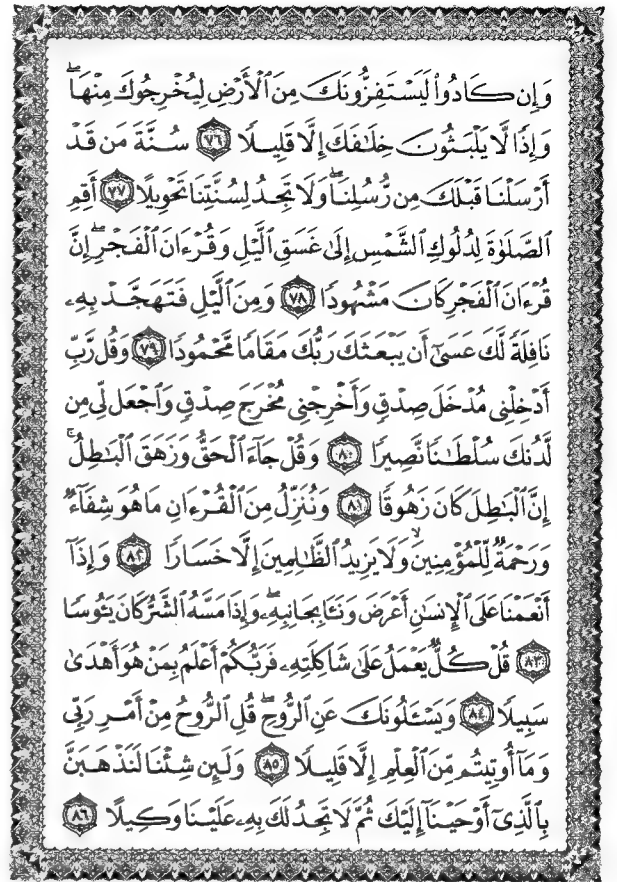 وَإِن كَادُوا۟ لَيَسْتَفِزُّونَكَ مِنَ ٱلْأَرْضِ لِيُخْرِجُوكَ مِنْهَا ۖ
وَإِذًا لَّا يَلْبَثُونَ خِلَـٰفَكَ إِلَّا قَلِيلًا ٧٦ سُنَّةَ مَن قَدْ
أَرْسَلْنَا قَبْلَكَ مِن رُّسُلِنَا ۖ وَلَا تَجِدُ لِسُنَّتِنَا تَحْوِيلًا ٧٧ أَقِمِ
ٱلصَّلَوٰةَ لِدُلُوكِ ٱلشَّمْسِ إِلَىٰ غَسَقِ ٱلَّيْلِ وَقُرْءَانَ ٱلْفَجْرِ ۖ إِنَّ
قُرْءَانَ ٱلْفَجْرِ كَانَ مَشْهُودًا ٧٨ وَمِنَ ٱلَّيْلِ فَتَهَجَّدْ بِهِۦ
نَافِلَةً لَّكَ عَسَىٰٓ أَن يَبْعَثَكَ رَبُّكَ مَقَامًا مَّحْمُودًا ٧٩ وَقُل رَّبِّ
أَدْخِلْنِى مُدْخَلَ صِدْقٍ وَأَخْرِجْنِى مُخْرَجَ صِدْقٍ وَٱجْعَل لِّى مِن
لَّدُنكَ سُلْطَـٰنًا نَّصِيرًا ٨٠ وَقُلْ جَآءَ ٱلْحَقُّ وَزَهَقَ ٱلْبَـٰطِلُ ۚ
إِنَّ ٱلْبَـٰطِلَ كَانَ زَهُوقًا ٨١ وَنُنَزِّلُ مِنَ ٱلْقُرْءَانِ مَا هُوَ شِفَآءٌ
وَرَحْمَةٌ لِّلْمُؤْمِنِينَ ۙ وَلَا يَزِيدُ ٱلظَّـٰلِمِينَ إِلَّا خَسَارًا ٨٢ وَإِذَآ
أَنْعَمْنَا عَلَى ٱلْإِنسَـٰنِ أَعْرَضَ وَنَـَٔا بِجَانِبِهِۦ ۖ وَإِذَا مَسَّهُ ٱلشَّرُّ كَانَ يَـُٔوسًا
٨٣ قُلْ كُلٌّ يَعْمَلُ عَلَىٰ شَاكِلَتِهِۦ فَرَبُّكُمْ أَعْلَمُ بِمَنْ هُوَ أَهْدَىٰ
سَبِيلًا ٨٤ وَيَسْـَٔلُونَكَ عَنِ ٱلرُّوحِ ۖ قُلِ ٱلرُّوحُ مِنْ أَمْرِ رَبِّى
وَمَآ أُوتِيتُم مِّنَ ٱلْعِلْمِ إِلَّا قَلِيلًا ٨٥ وَلَئِن شِئْنَا لَنَذْهَبَنَّ
بِٱلَّذِىٓ أَوْحَيْنَآ إِلَيْكَ ثُمَّ لَا تَجِدُ لَكَ بِهِۦ عَلَيْنَا وَكِيلًا ٨٦